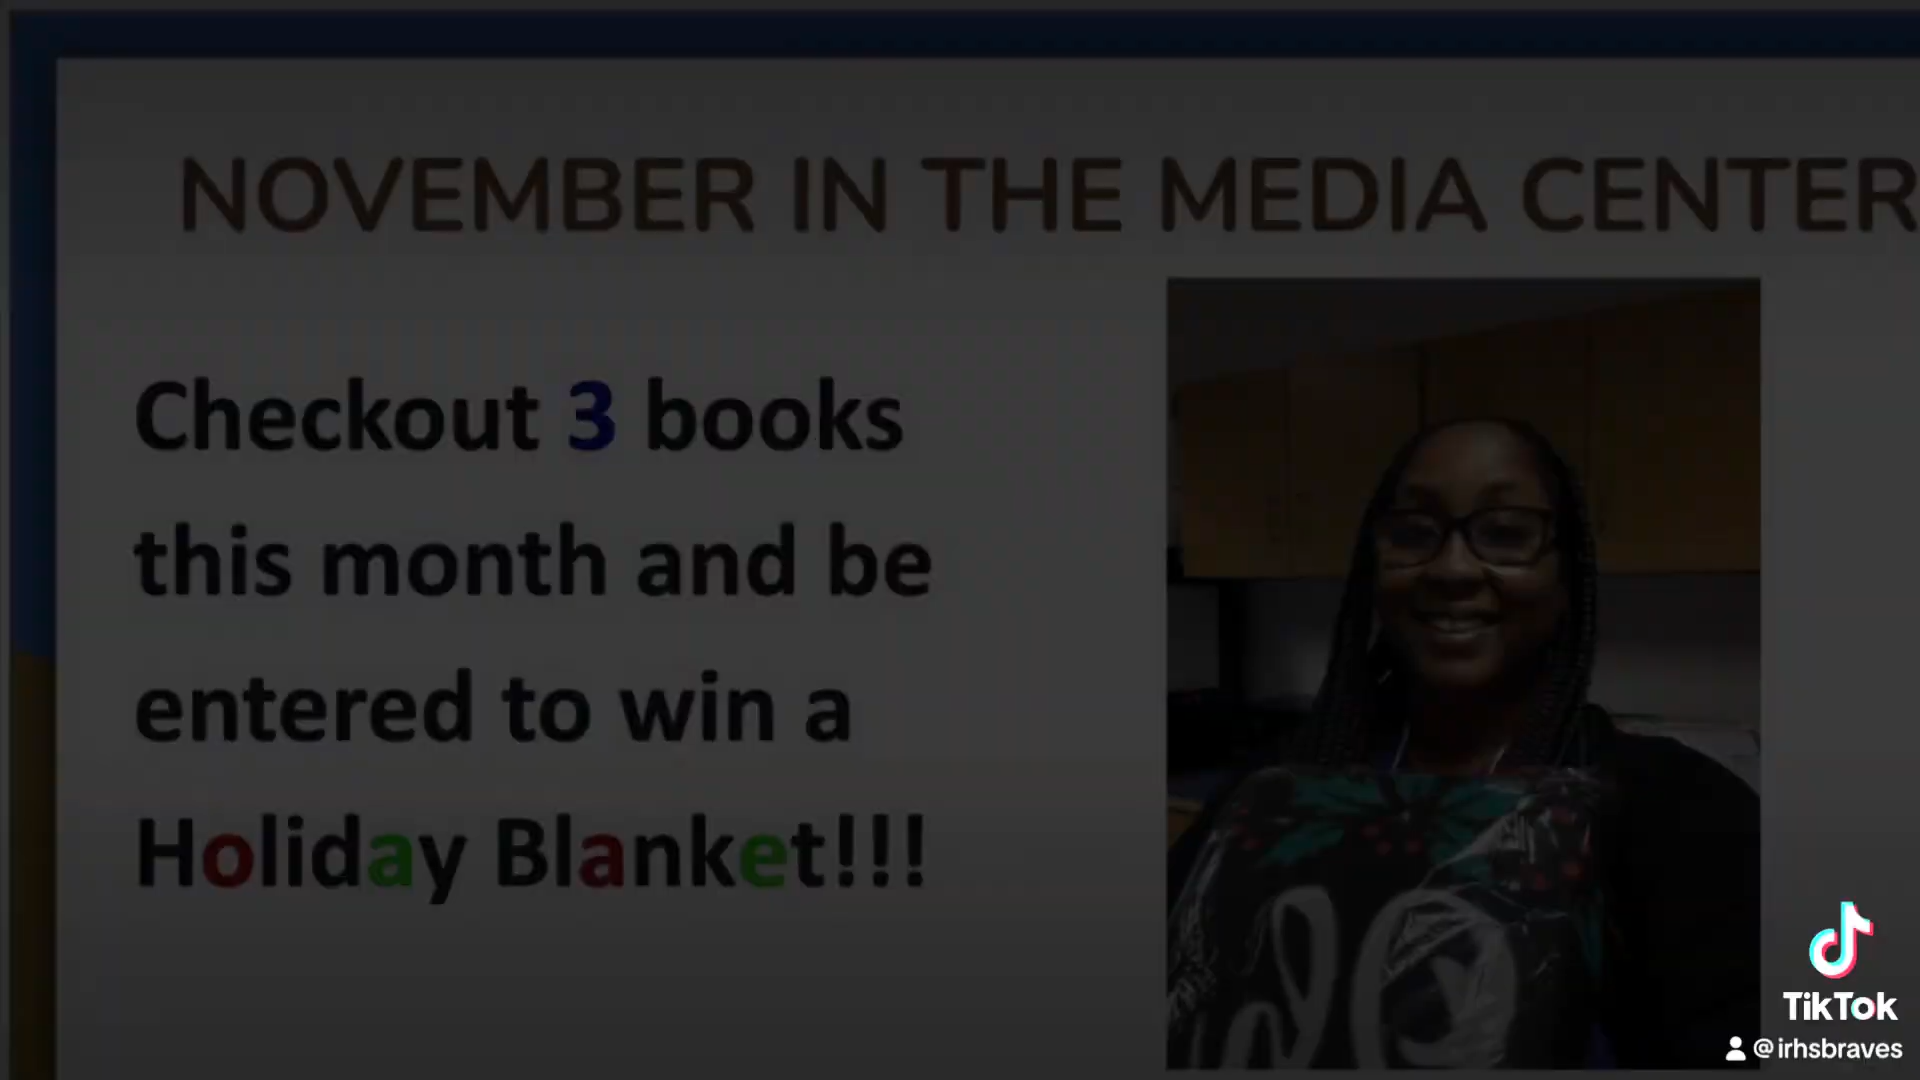 NOVEMBER IN THE MEDIA CENTER
Checkout 3 books
this month and be
entered to win a
Holiday Blanket!!!
TikTok
@irhsbraves